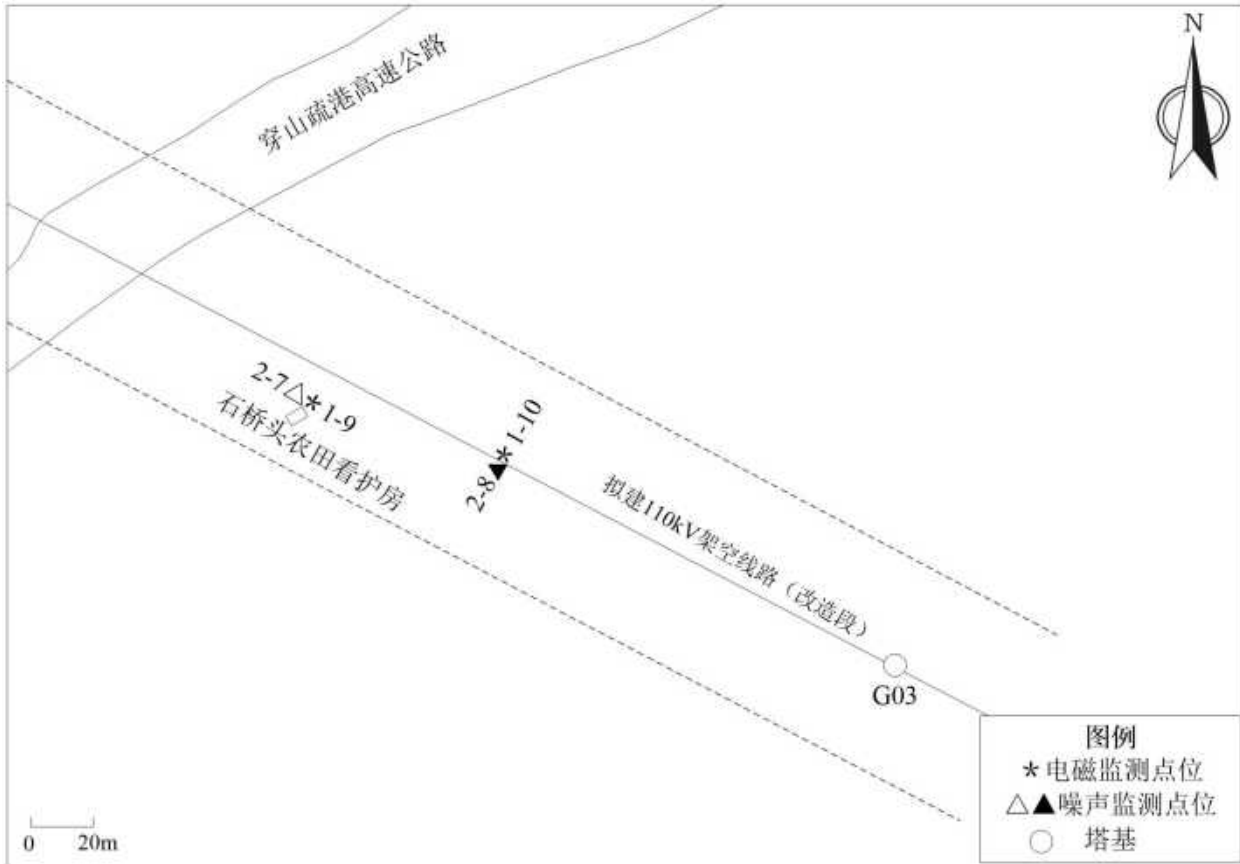 N
穿山疏港高速公路
2-7△*1-9
石桥头农田看护房
2-8▲*1-10
拟建110kV架空线路（改造段）
G03
图例
*电磁监测点位
△▲噪声监测点位
○ 塔基
0 20m